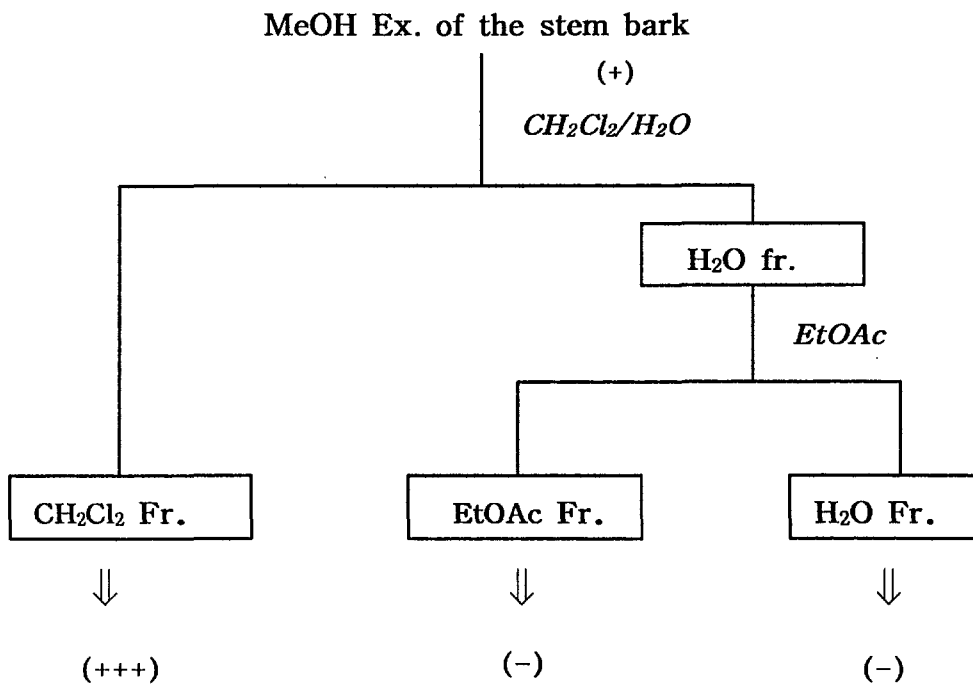 MeOH Ex. of the stem bark
(+)
CH₂Cl₂/H₂O
H₂O fr.
EtOAc
CH₂Cl₂ Fr.
EtOAc Fr.
H₂O Fr.
⇓ ⇓ ⇓
(+++) (−) (−)